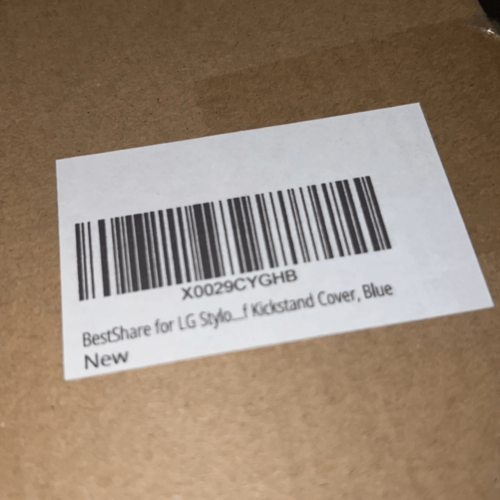 X0029CYGHB
BestShare for LG Stylo...f Kickstand Cover, Blue
New